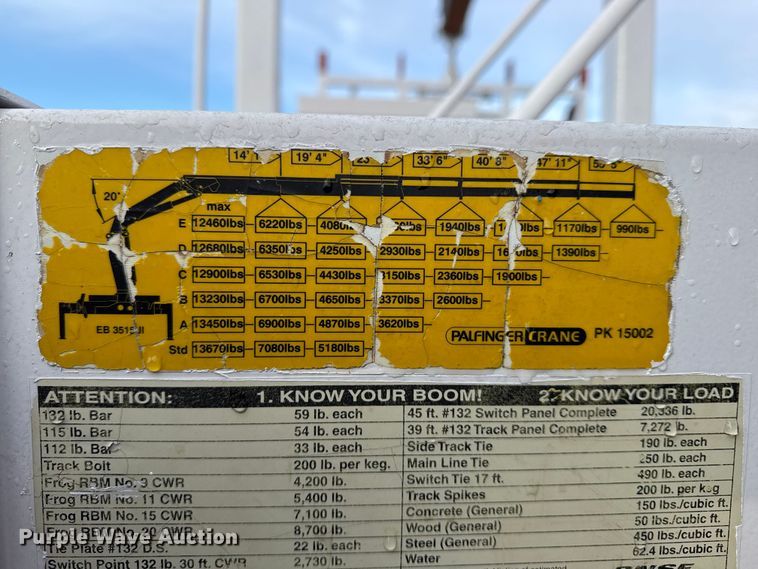 19' 4" 33' 6" 40' 8"
20°
max
E 12460lbs 6220lbs 4080lbs 1940lbs 1170lbs 990lbs
D 12680lbs 6350lbs 4250lbs 2930lbs 2140lbs 1390lbs
C 12900lbs 6530lbs 4430lbs 3150lbs 2360lbs 1900lbs
B 13230lbs 6700lbs 4650lbs 3370lbs 2600lbs
A 13450lbs 6900lbs 4870lbs 3620lbs
Std 13670lbs 7080lbs 5180lbs
PALFINGER CRANE PK 15002
ATTENTION: 1. KNOW YOUR BOOM! 2. KNOW YOUR LOAD
132 lb. Bar 59 lb. each 45 ft. #132 Switch Panel Complete 20,336 lb.
115 lb. Bar 54 lb. each 39 ft. #132 Track Panel Complete 7,272 lb.
112 lb. Bar 33 lb. each Side Track Tie 190 lb. each
Track Bolt 200 lb. per keg. Main Line Tie 250 lb. each
Frog RBM No. 9 CWR 4,200 lb. Switch Tie 17 ft. 490 lb. each
Frog RBM No. 11 CWR 5,400 lb. Track Spikes 200 lb. per keg
Frog RBM No. 15 CWR 7,100 lb. Concrete (General) 150 lbs./cubic ft.
Frog RBM No. 20 CWR 8,700 lb. Wood (General) 50 lbs./cubic ft.
Tie Plate #132 D.S. 22 lb. each Steel (General) 450 lbs/cubic ft.
Switch Point 132 lb. 30 ft. CWR 2,730 lb. Water 62.4 lbs./cubic ft.
Purple Wave Auction